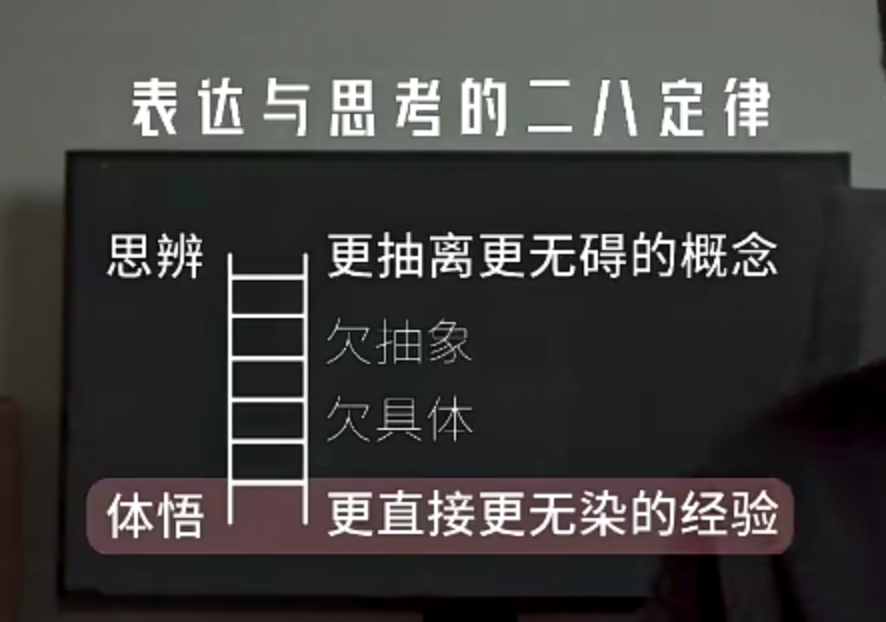 表达与思考的二八定律
思辨 更抽离更无碍的概念
欠抽象
欠具体
体悟 更直接更无染的经验